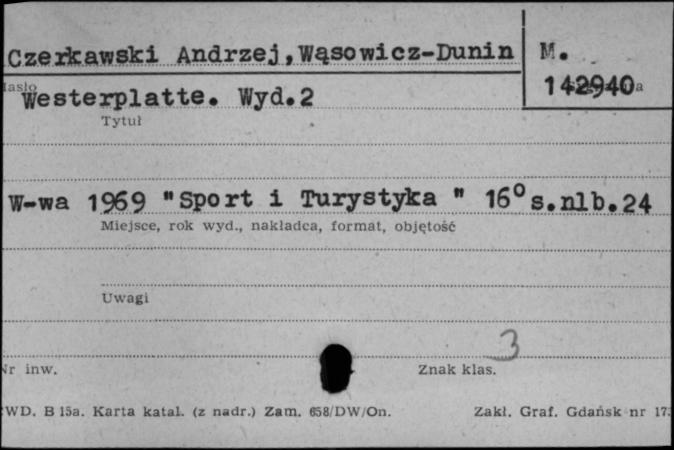 Czerkawski Andrzej,Wąsowicz-Dunin
M.
142940
Hasło
Westerplatte. Wyd.2
Tytuł
W-wa 1969 "Sport i Turystyka " 16° s.nlb.24
Miejsce, rok wyd., nakładca, format, objętość
Uwagi
3
Nr inw.
Znak klas.
WD. B 15a. Karta katal. (z nadr.) Zam. 658/DW/On.
Zakł. Graf. Gdańsk nr 173